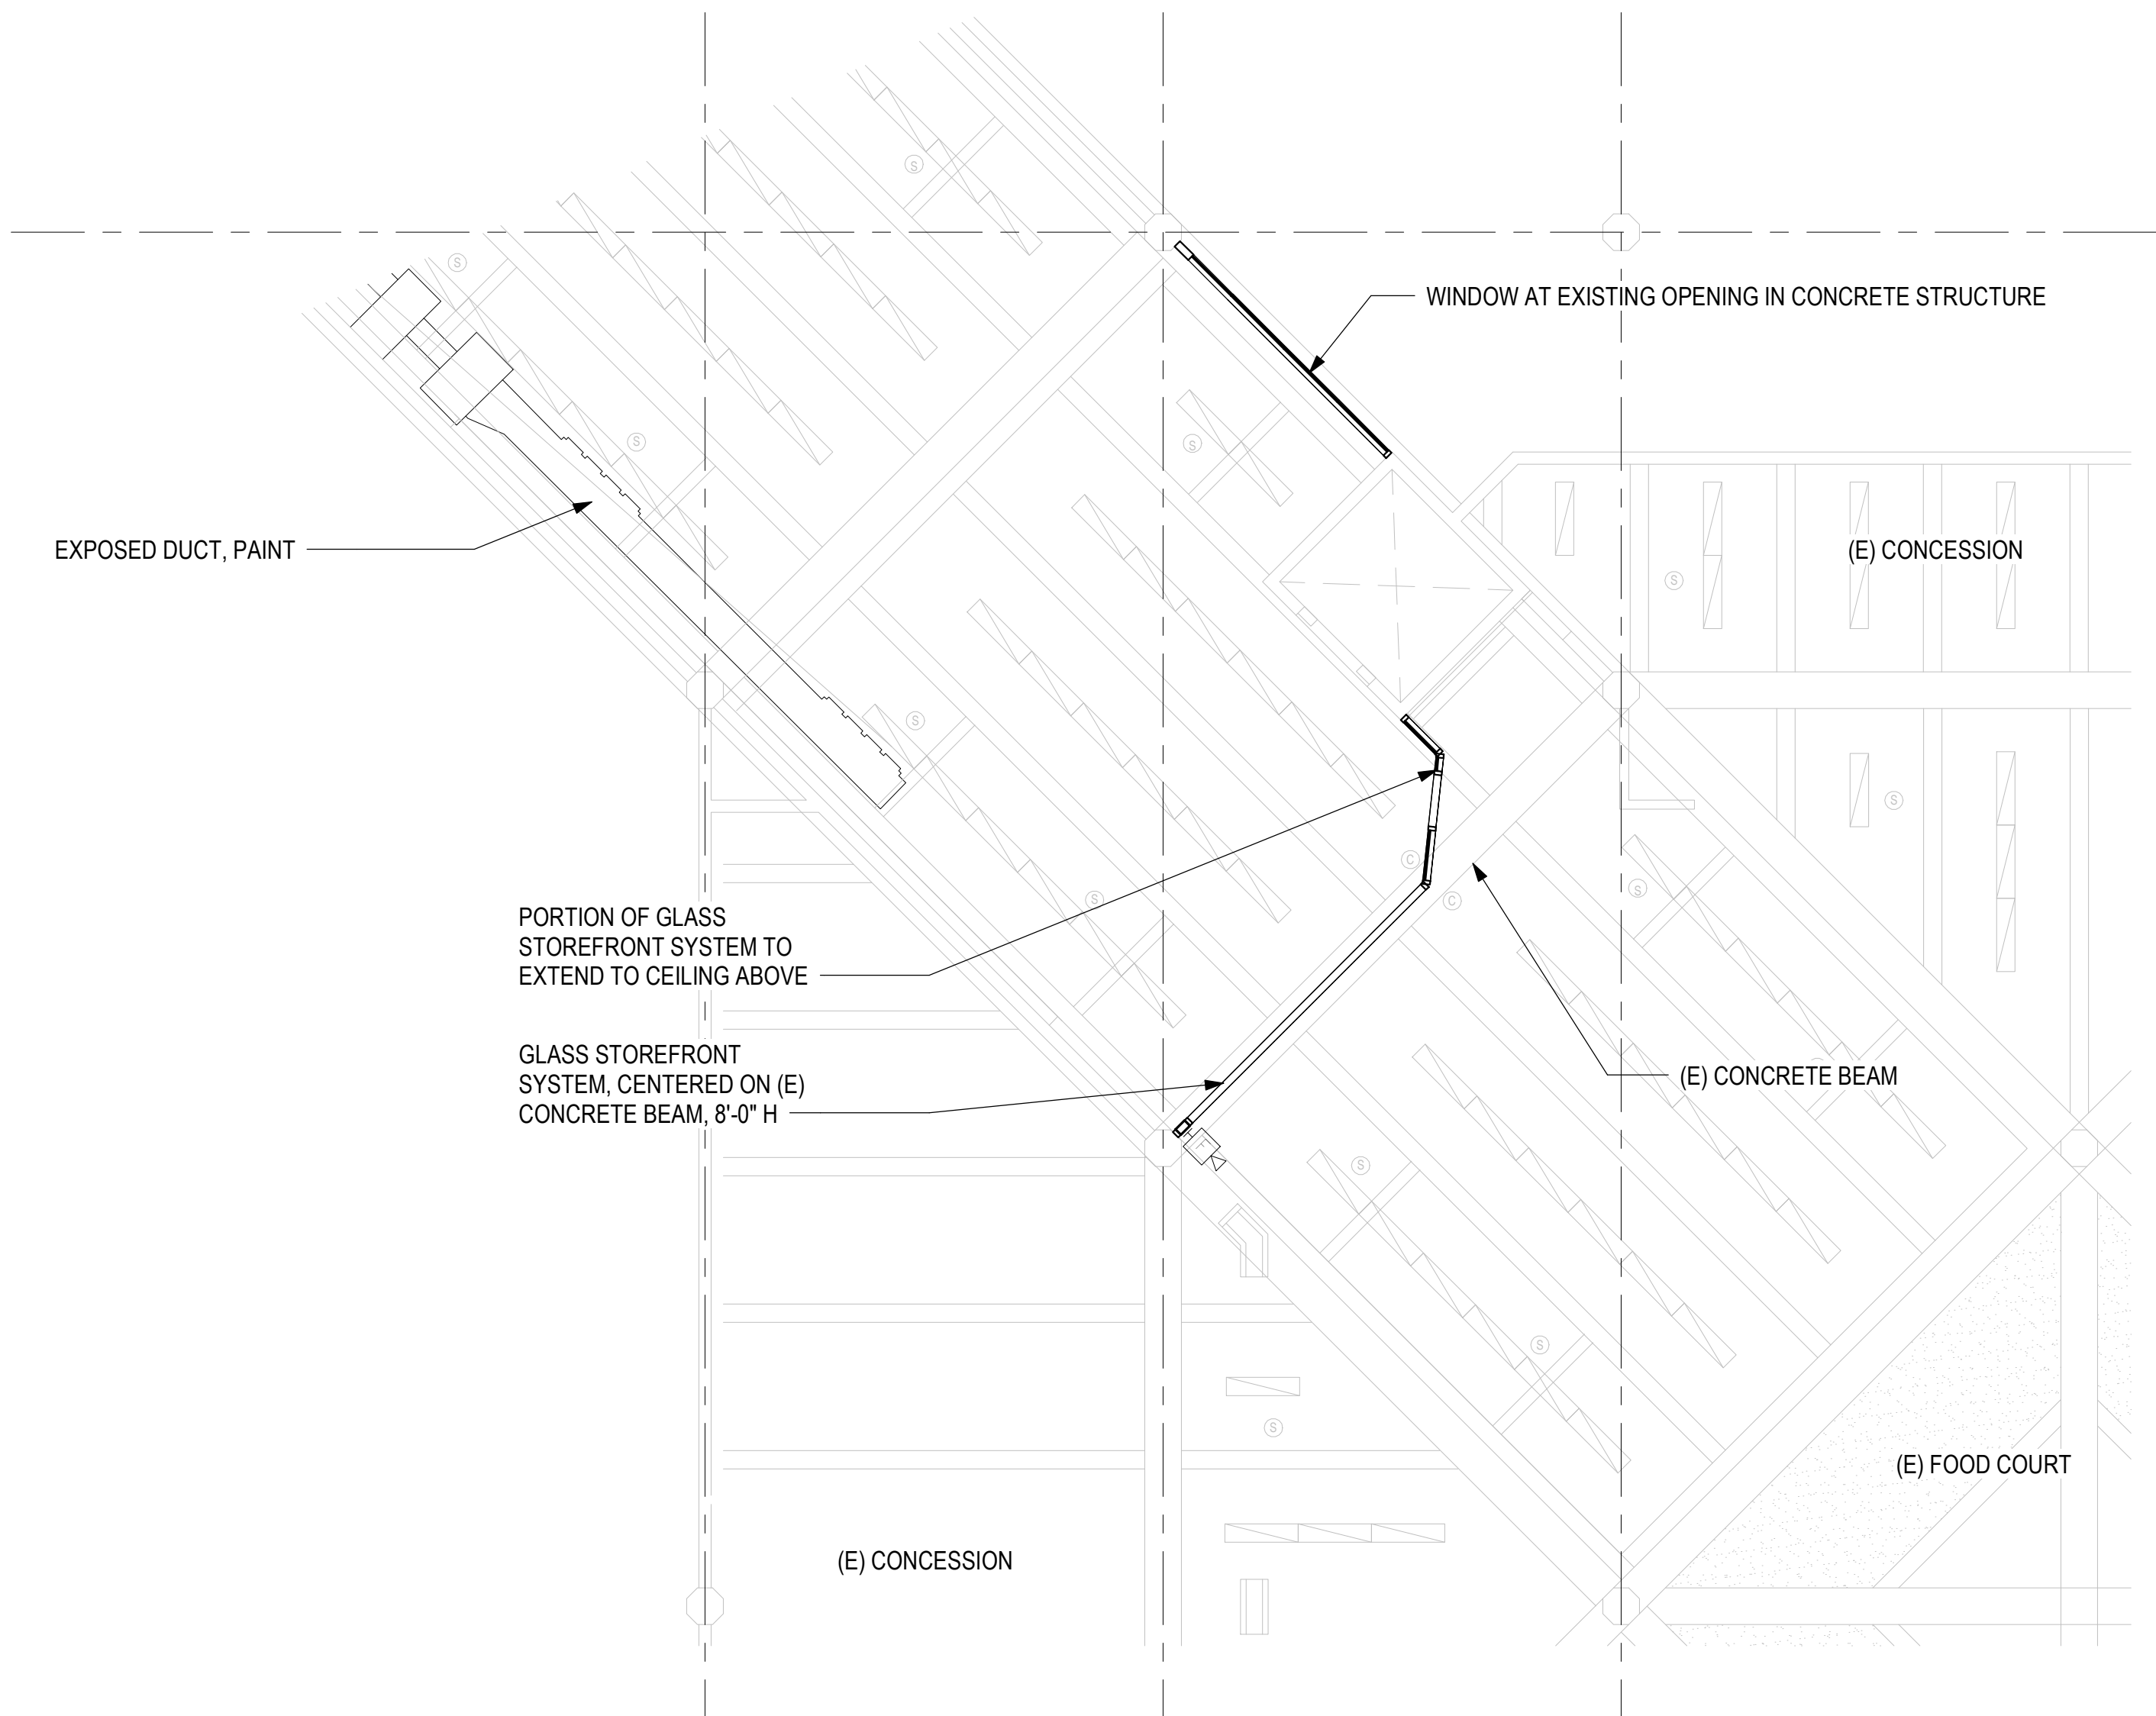 WINDOW AT EXISTING OPENING IN CONCRETE STRUCTURE
EXPOSED DUCT, PAINT
(E) CONCESSION
PORTION OF GLASS
STOREFRONT SYSTEM TO
EXTEND TO CEILING ABOVE
GLASS STOREFRONT
SYSTEM, CENTERED ON (E)
CONCRETE BEAM, 8'-0" H
(E) CONCRETE BEAM
(E) FOOD COURT
(E) CONCESSION
S
S
S
S
S
S
S
S
C
C
S
S
S
S
S
F